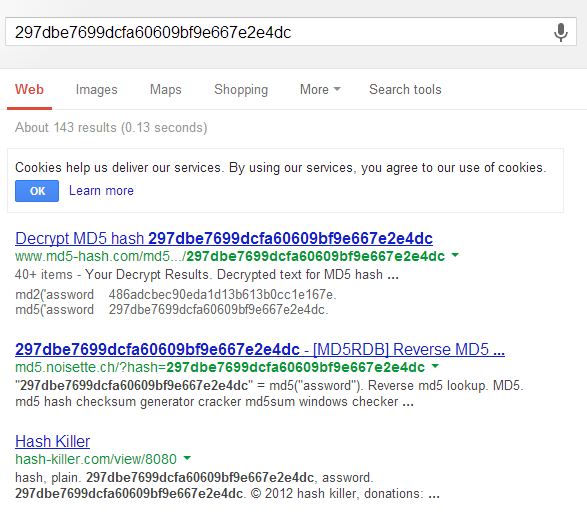 297dbe7699dcfa60609bf9e667e2e4dc
Web Images Maps Shopping More Search tools
About 143 results (0.13 seconds)
Cookies help us deliver our services. By using our services, you agree to our use of cookies.
OK Learn more
Decrypt MD5 hash 297dbe7699dcfa60609bf9e667e2e4dc
www.md5-hash.com/md5.../297dbe7699dcfa60609bf9e667e2e4dc
40+ items - Your Decrypt Results. Decrypted text for MD5 hash ...
md2('assword 486adcbec90eda1d13b613b0cc1e167e.
md5('assword 297dbe7699dcfa60609bf9e667e2e4dc.
297dbe7699dcfa60609bf9e667e2e4dc - [MD5RDB] Reverse MD5 ...
md5.noisette.ch/?hash=297dbe7699dcfa60609bf9e667e2e4dc
"297dbe7699dcfa60609bf9e667e2e4dc" = md5("assword"). Reverse md5 lookup. MD5.
md5 hash checksum generator cracker md5sum windows checker ...
Hash Killer
hash-killer.com/view/8080
hash, plain. 297dbe7699dcfa60609bf9e667e2e4dc, assword.
297dbe7699dcfa60609bf9e667e2e4dc. © 2012 hash killer, donations: ...